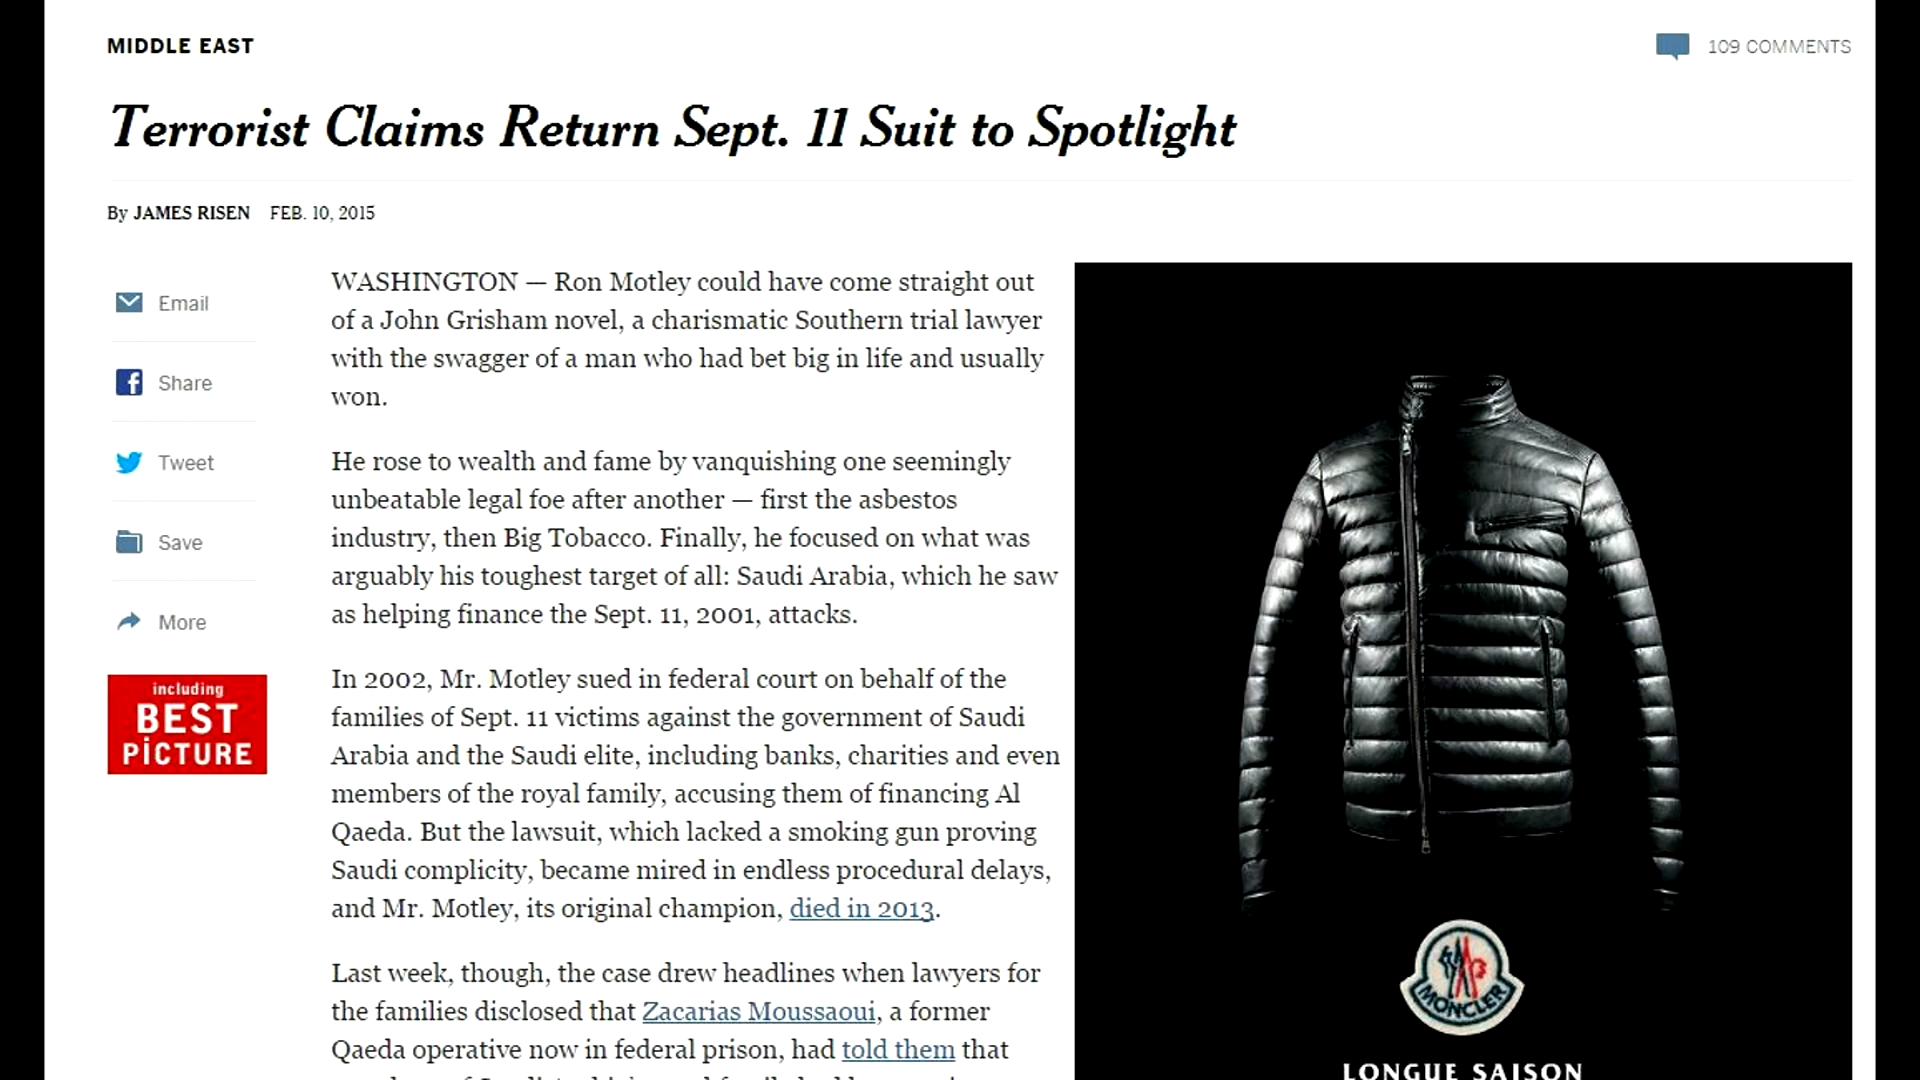 MIDDLE EAST
109 COMMENTS
Terrorist Claims Return Sept. 11 Suit to Spotlight
By JAMES RISEN FEB. 10, 2015
Email
Share
Tweet
Save
More
including
BEST
PICTURE
WASHINGTON — Ron Motley could have come straight out
of a John Grisham novel, a charismatic Southern trial lawyer
with the swagger of a man who had bet big in life and usually
won.
He rose to wealth and fame by vanquishing one seemingly
unbeatable legal foe after another — first the asbestos
industry, then Big Tobacco. Finally, he focused on what was
arguably his toughest target of all: Saudi Arabia, which he saw
as helping finance the Sept. 11, 2001, attacks.
In 2002, Mr. Motley sued in federal court on behalf of the
families of Sept. 11 victims against the government of Saudi
Arabia and the Saudi elite, including banks, charities and even
members of the royal family, accusing them of financing Al
Qaeda. But the lawsuit, which lacked a smoking gun proving
Saudi complicity, became mired in endless procedural delays,
and Mr. Motley, its original champion, died in 2013.
Last week, though, the case drew headlines when lawyers for
the families disclosed that Zacarias Moussaoui, a former
Qaeda operative now in federal prison, had told them that
MONCLER
LONGUE SAISON